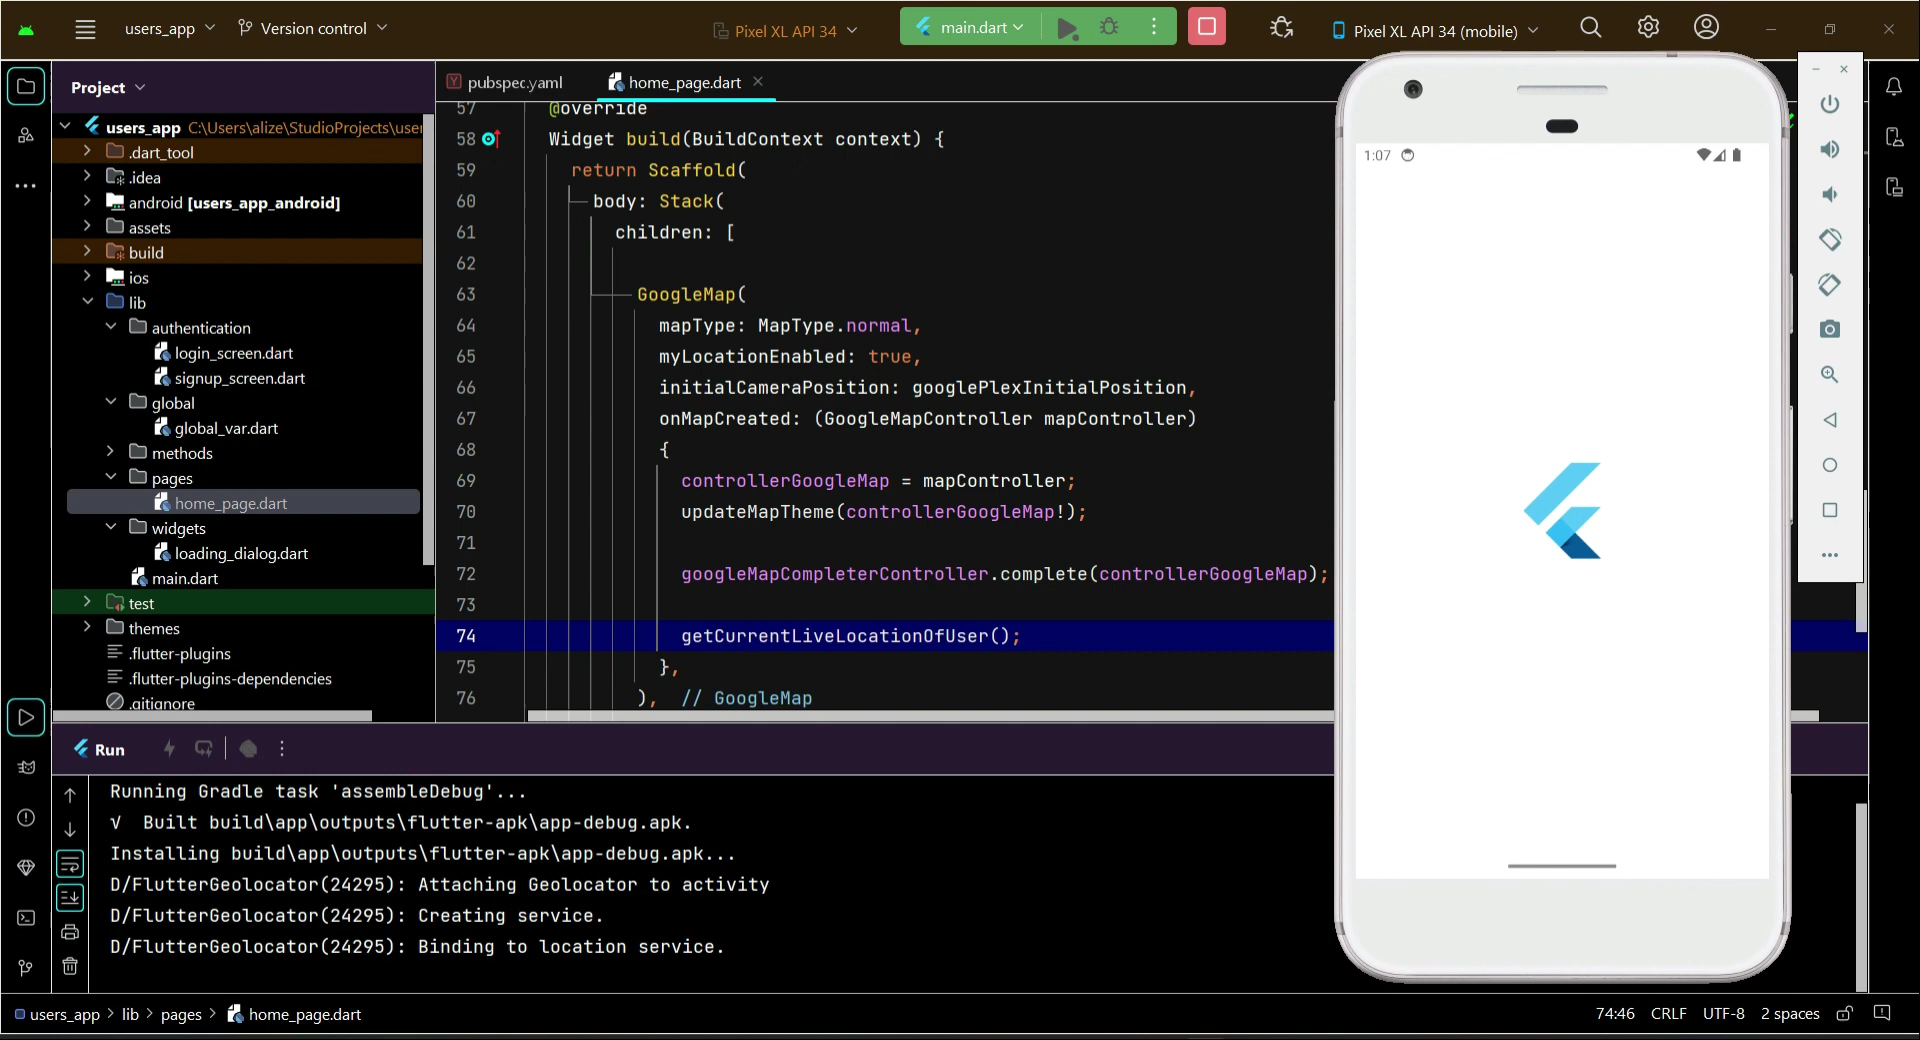 users_app
Version control
Pixel XL API 34
main.dart
Pixel XL API 34 (mobile)
Project
pubspec.yaml
home_page.dart
users_app C:\Users\alize\StudioProjects\user
.dart_tool
.idea
android [users_app_android]
assets
build
ios
lib
authentication
login_screen.dart
signup_screen.dart
global
global_var.dart
methods
pages
home_page.dart
widgets
loading_dialog.dart
main.dart
test
themes
.flutter-plugins
.flutter-plugins-dependencies
.gitignore
57 @override
58 Widget build(BuildContext context) {
59 return Scaffold(
60 body: Stack(
61 children: [
62
63 GoogleMap(
64 mapType: MapType.normal,
65 myLocationEnabled: true,
66 initialCameraPosition: googlePlexInitialPosition,
67 onMapCreated: (GoogleMapController mapController)
68 {
69 controllerGoogleMap = mapController;
70 updateMapTheme(controllerGoogleMap!);
71
72 googleMapCompleterController.complete(controllerGoogleMap);
73
74 getCurrentLiveLocationOfUser();
75 },
76 ), // GoogleMap
1:07
Run
Running Gradle task 'assembleDebug'...
√ Built build\app\outputs\flutter-apk\app-debug.apk.
Installing build\app\outputs\flutter-apk\app-debug.apk...
D/FlutterGeolocator(24295): Attaching Geolocator to activity
D/FlutterGeolocator(24295): Creating service.
D/FlutterGeolocator(24295): Binding to location service.
users_app > lib > pages > home_page.dart
74:46 CRLF UTF-8 2 spaces